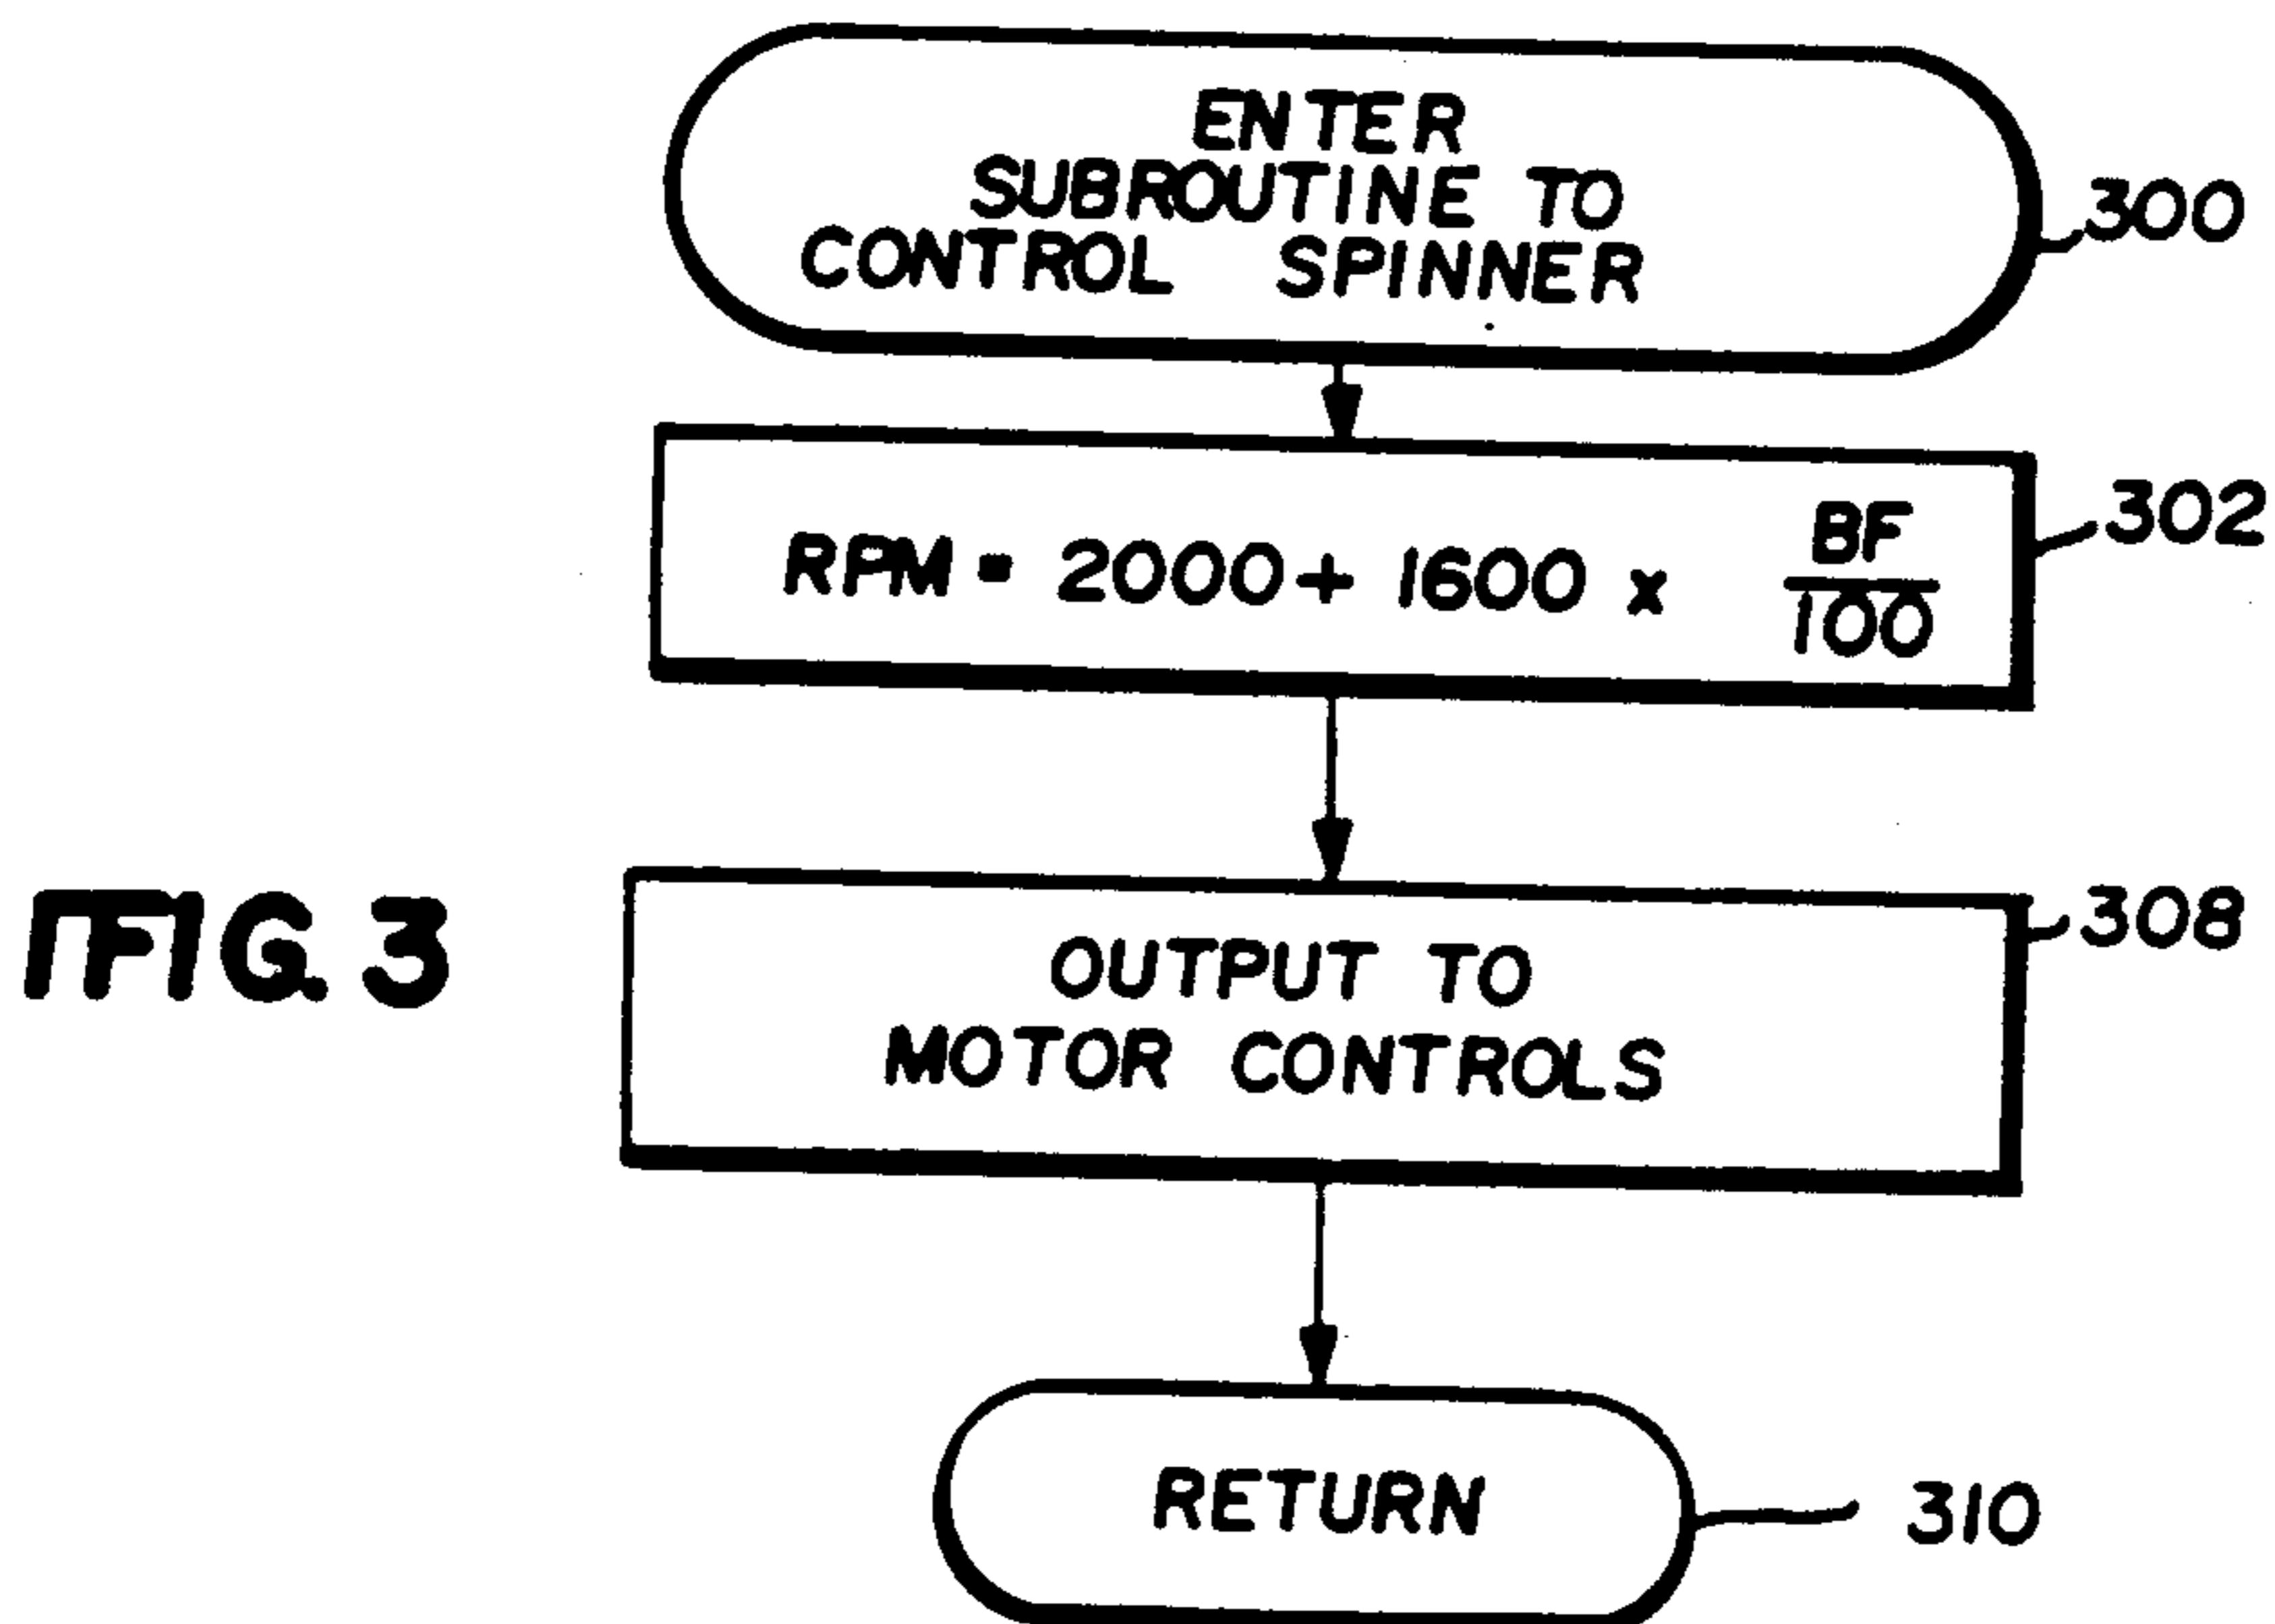 ENTER
SUBROUTINE TO
CONTROL SPINNER
300
RPM = 2000 + 1600 x BF
100
302
FIG. 3
OUTPUT TO
MOTOR CONTROLS
308
RETURN
310